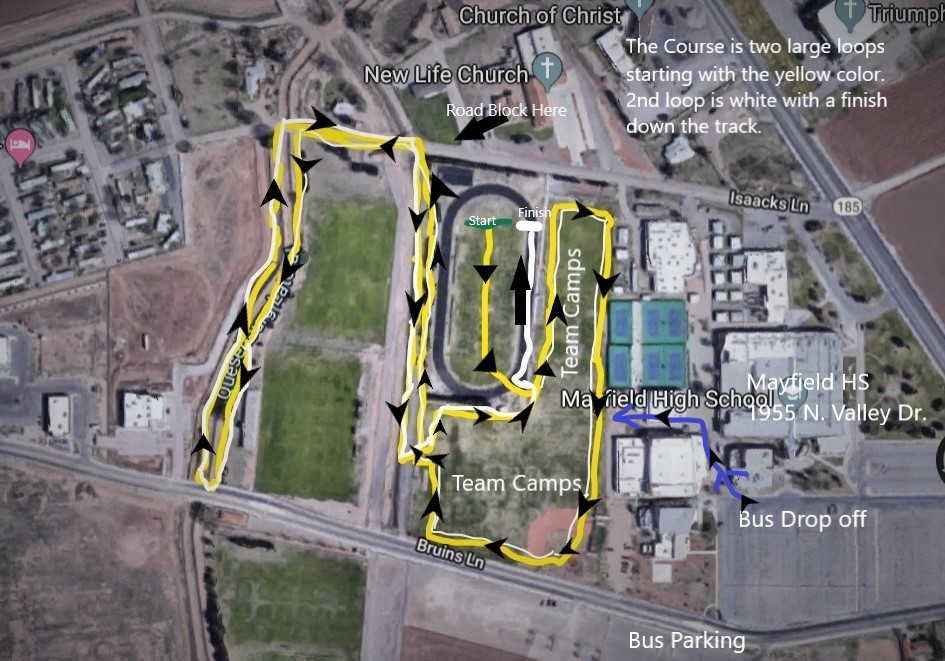 Church of Christ
Triumph
The Course is two large loops
starting with the yellow color.
2nd loop is white with a finish
down the track.
New Life Church
Road Block Here
Isaacks Ln
185
Start
Finish
Team Camps
Mayfield High School
Mayfield HS
1955 N. Valley Dr.
Team Camps
Bus Drop off
Bruins Ln
Bus Parking